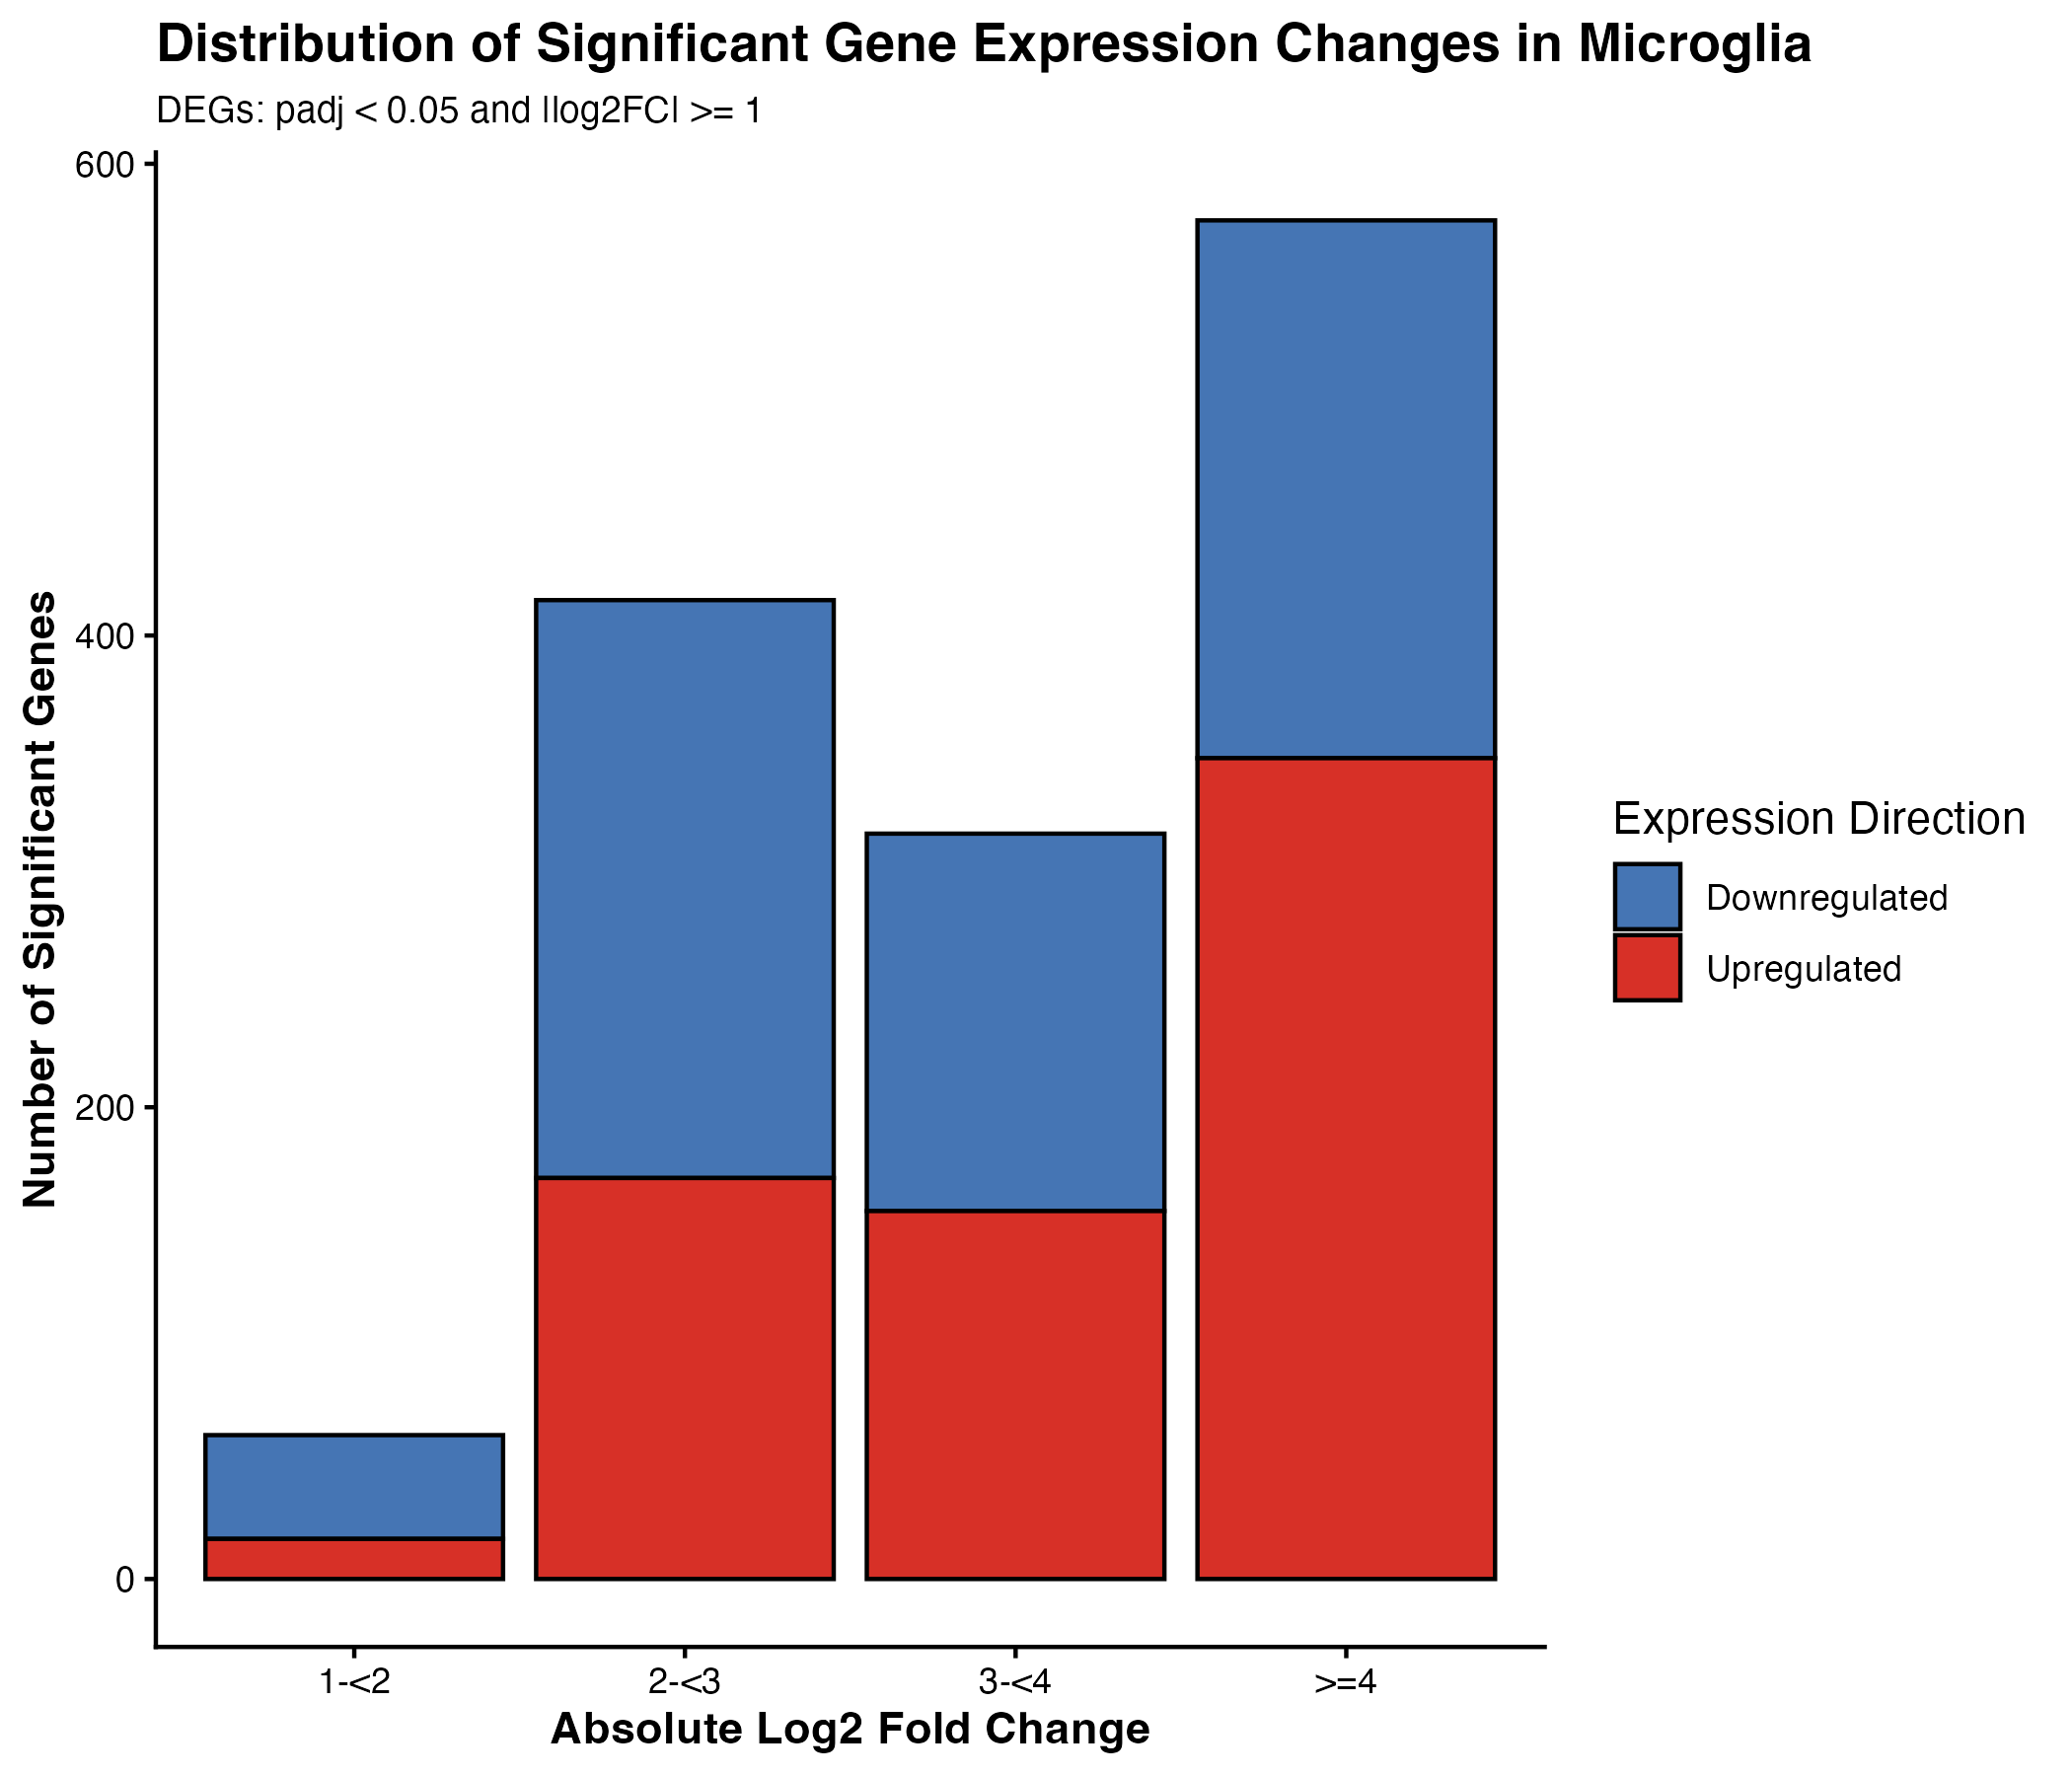 Distribution of Significant Gene Expression Changes in Microglia
DEGs: padj < 0.05 and |log2FC| >= 1
600
400
200
0
Number of Significant Genes
1-<2
2-<3
3-<4
>=4
Absolute Log2 Fold Change
Expression Direction
Downregulated
Upregulated